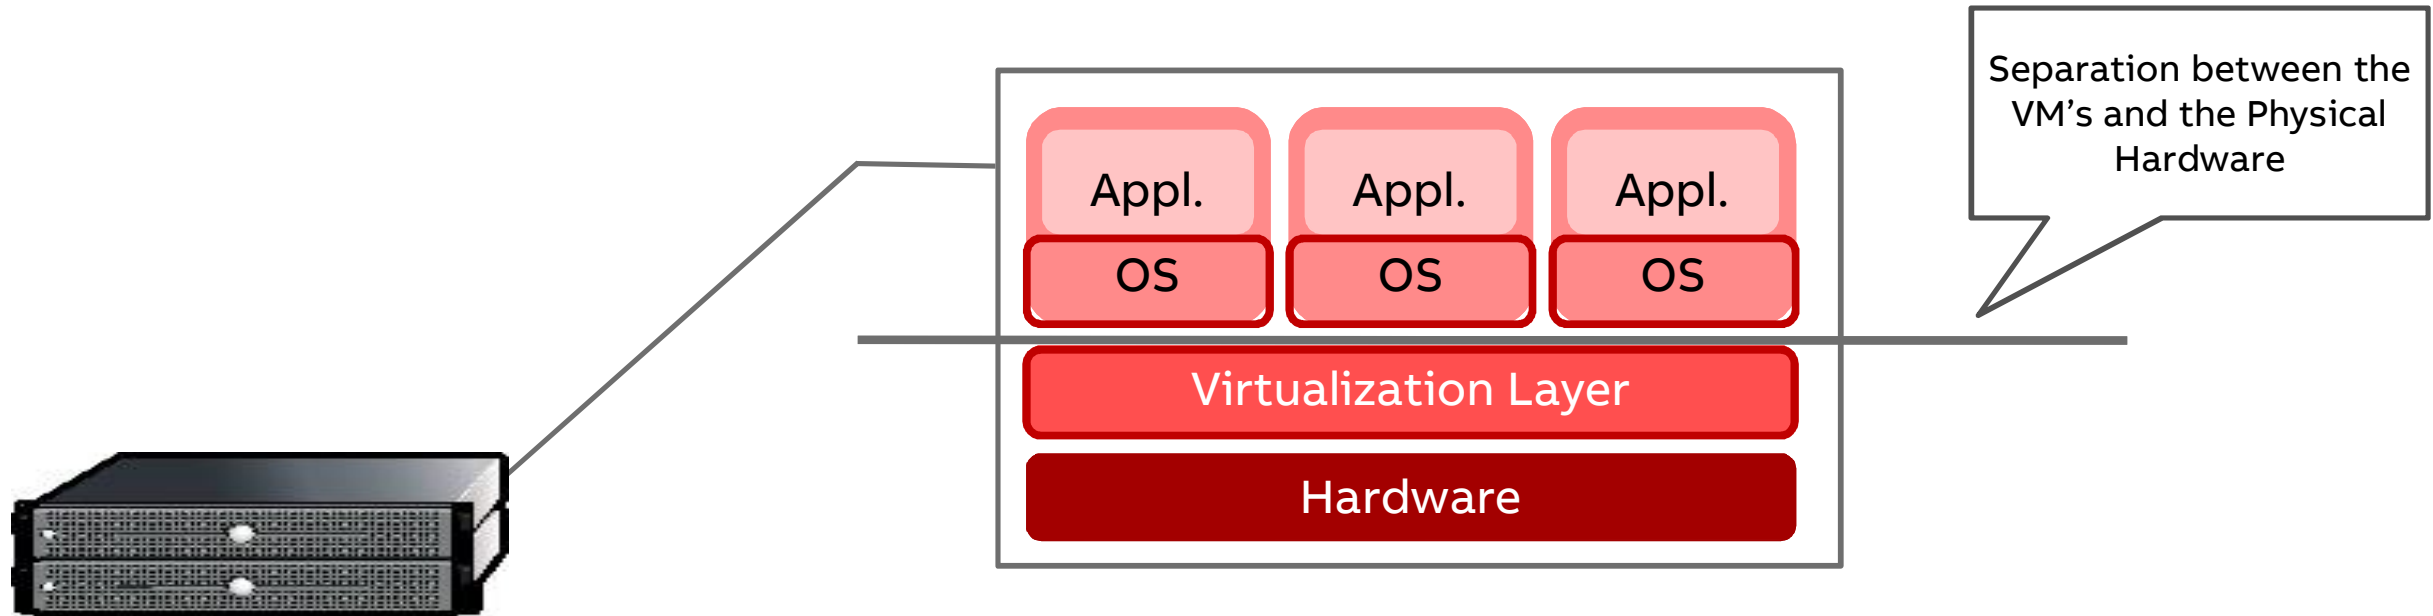 Separation between the
VM’s and the Physical
Hardware
Appl. Appl. Appl.
OS OS OS
Virtualization Layer
Hardware